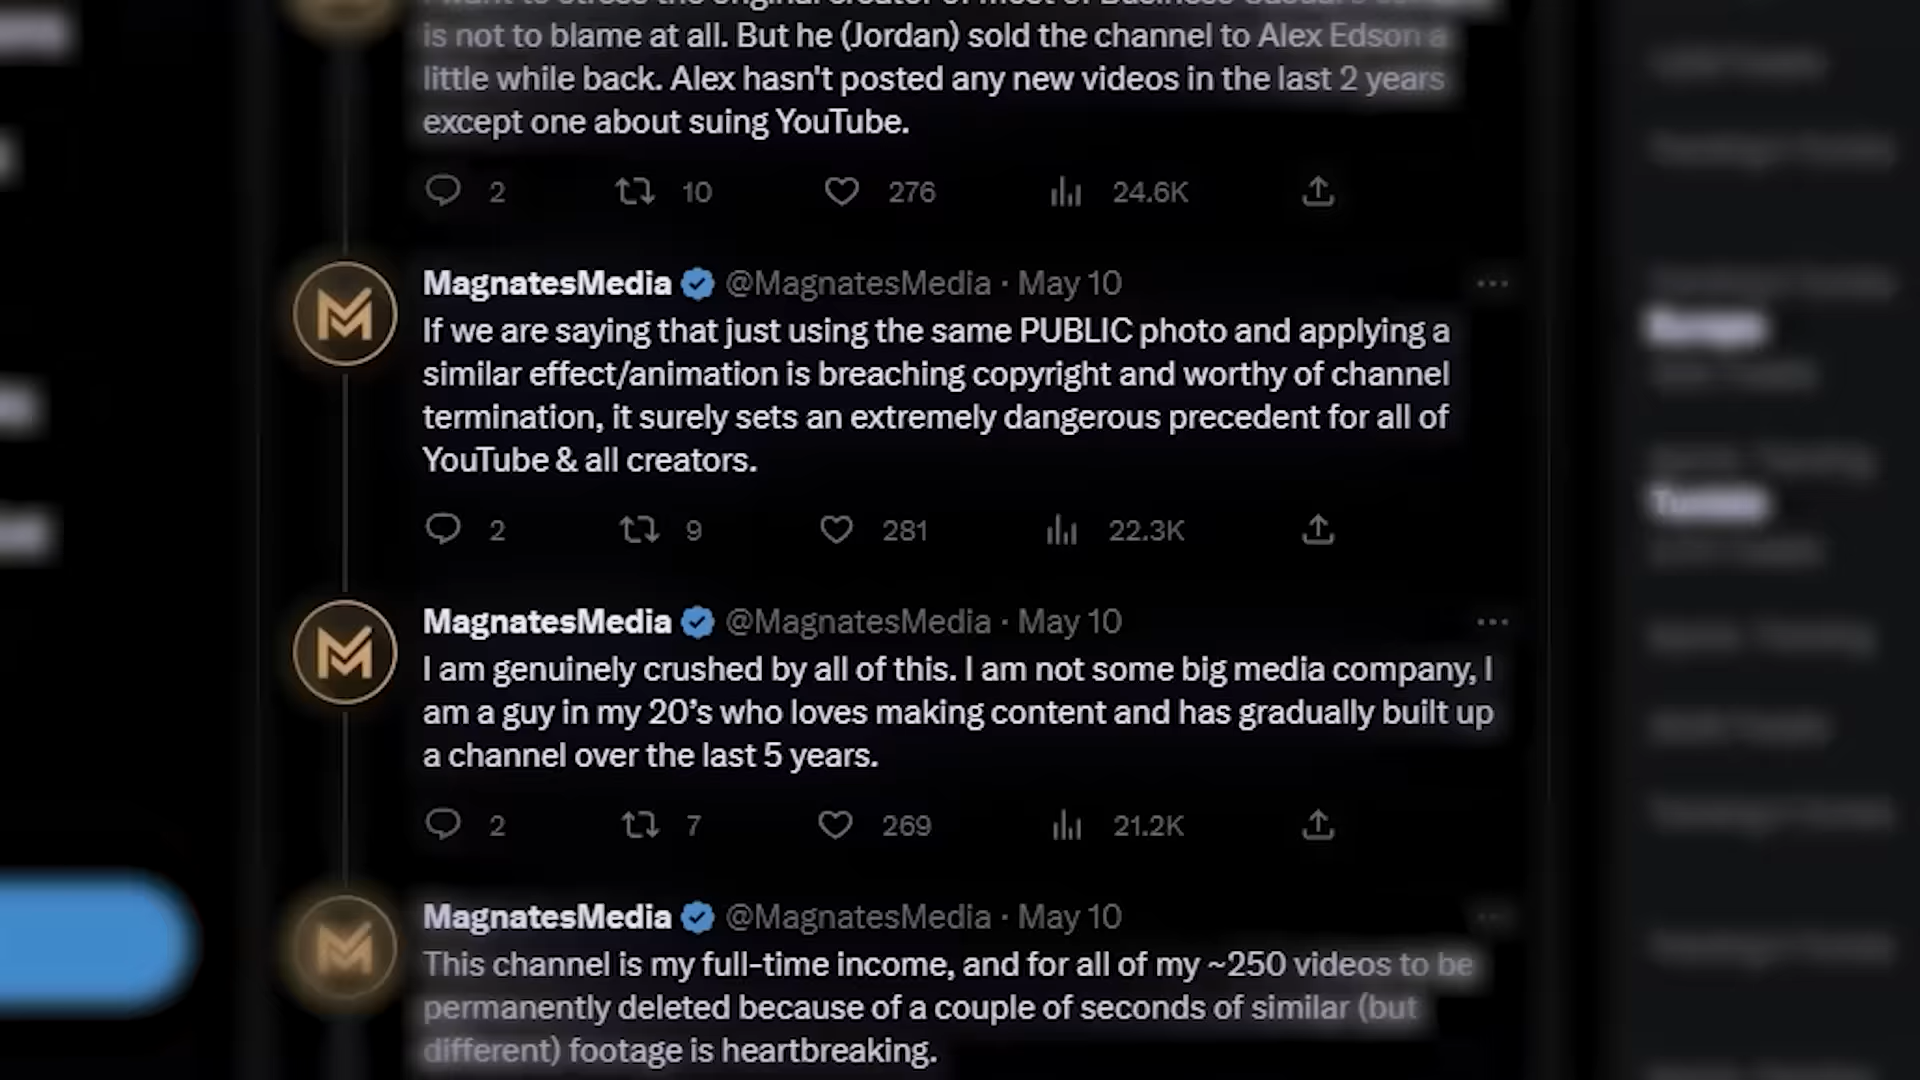 is not to blame at all. But he (Jordan) sold the channel to Alex Edson a
little while back. Alex hasn't posted any new videos in the last 2 years
except one about suing YouTube.
2 10 276 24.6K
MagnatesMedia @MagnatesMedia · May 10
If we are saying that just using the same PUBLIC photo and applying a
similar effect/animation is breaching copyright and worthy of channel
termination, it surely sets an extremely dangerous precedent for all of
YouTube & all creators.
2 9 281 22.3K
MagnatesMedia @MagnatesMedia · May 10
I am genuinely crushed by all of this. I am not some big media company, I
am a guy in my 20’s who loves making content and has gradually built up
a channel over the last 5 years.
2 7 269 21.2K
MagnatesMedia @MagnatesMedia · May 10
This channel is my full-time income, and for all of my ~250 videos to be
permanently deleted because of a couple of seconds of similar (but
different) footage is heartbreaking.